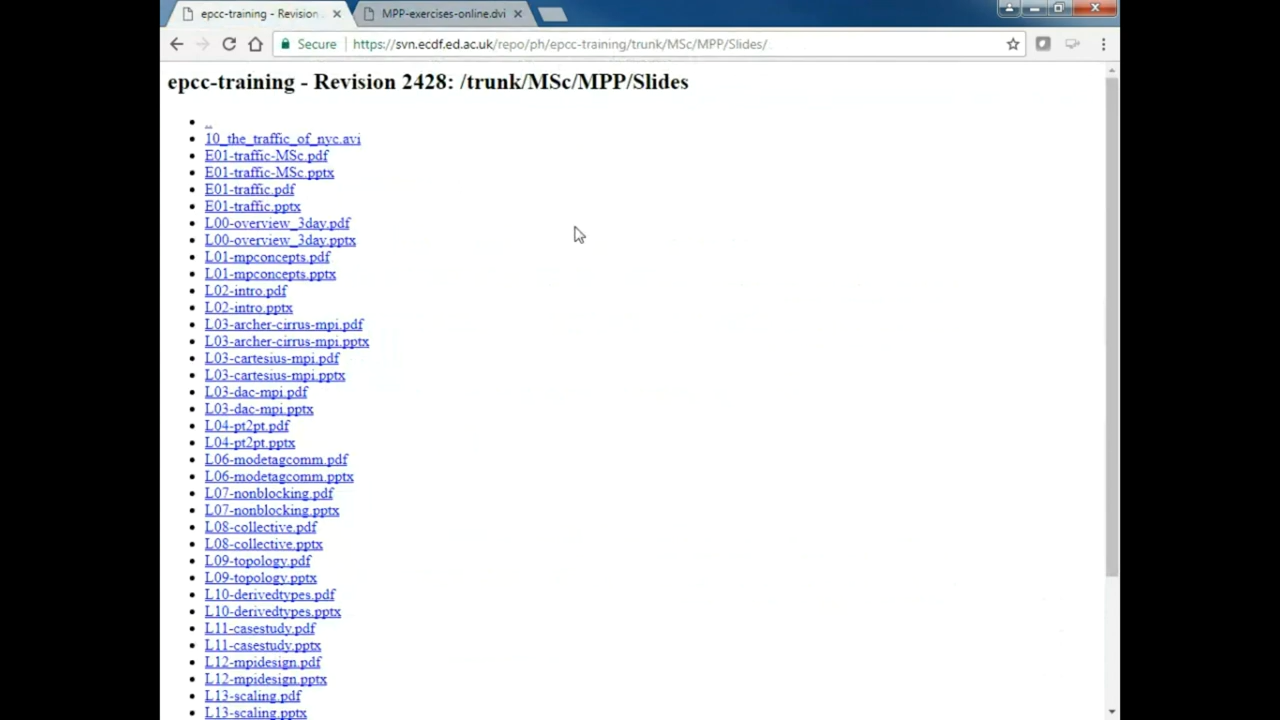 epcc-training - Revision
MPP-exercises-online.dvi
Secure
https://svn.ecdf.ed.ac.uk/repo/ph/epcc-training/trunk/MSc/MPP/Slides/
epcc-training - Revision 2428: /trunk/MSc/MPP/Slides
..
10_the_traffic_of_nyc.avi
E01-traffic-MSc.pdf
E01-traffic-MSc.pptx
E01-traffic.pdf
E01-traffic.pptx
L00-overview_3day.pdf
L00-overview_3day.pptx
L01-mpconcepts.pdf
L01-mpconcepts.pptx
L02-intro.pdf
L02-intro.pptx
L03-archer-cirrus-mpi.pdf
L03-archer-cirrus-mpi.pptx
L03-cartesius-mpi.pdf
L03-cartesius-mpi.pptx
L03-dac-mpi.pdf
L03-dac-mpi.pptx
L04-pt2pt.pdf
L04-pt2pt.pptx
L06-modetagcomm.pdf
L06-modetagcomm.pptx
L07-nonblocking.pdf
L07-nonblocking.pptx
L08-collective.pdf
L08-collective.pptx
L09-topology.pdf
L09-topology.pptx
L10-derivedtypes.pdf
L10-derivedtypes.pptx
L11-casestudy.pdf
L11-casestudy.pptx
L12-mpidesign.pdf
L12-mpidesign.pptx
L13-scaling.pdf
L13-scaling.pptx